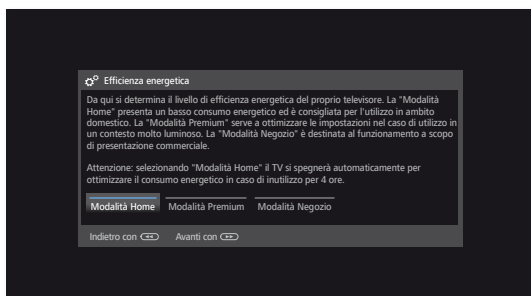 Efficienza energetica
Da qui si determina il livello di efficienza energetica del proprio televisore. La "Modalità
Home" presenta un basso consumo energetico ed è consigliata per l'utilizzo in ambito
domestico. La "Modalità Premium" serve a ottimizzare le impostazioni nel caso di utilizzo in
un contesto molto luminoso. La "Modalità Negozio" è destinata al funzionamento a scopo
di presentazione commerciale.
Attenzione: selezionando "Modalità Home" il TV si spegnerà automaticamente per
ottimizzare il consumo energetico in caso di inutilizzo per 4 ore.
Modalità Home Modalità Premium Modalità Negozio
Indietro con Avanti con